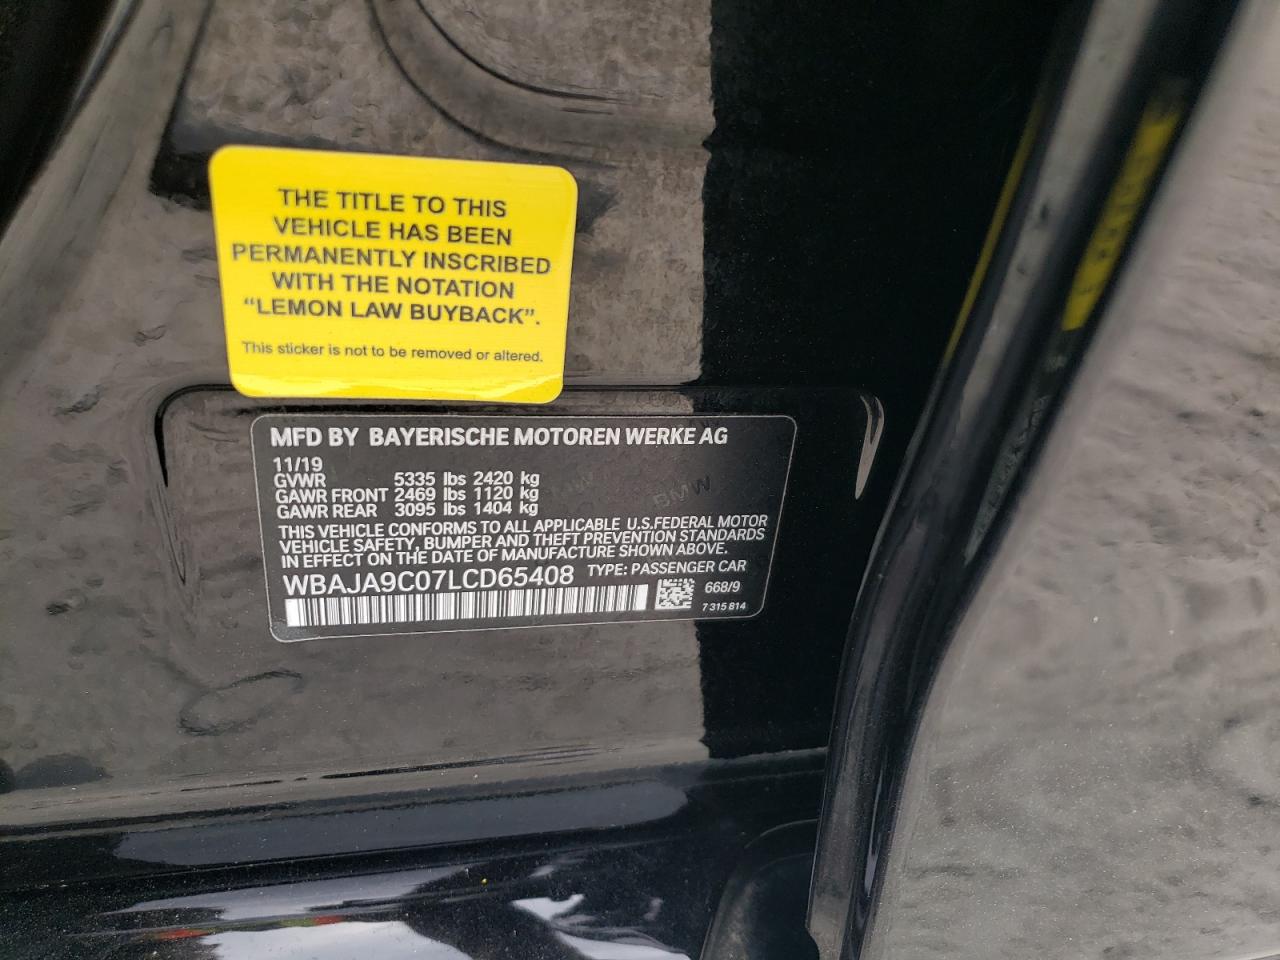 THE TITLE TO THIS
VEHICLE HAS BEEN
PERMANENTLY INSCRIBED
WITH THE NOTATION
“LEMON LAW BUYBACK”.
This sticker is not to be removed or altered.
MFD BY BAYERISCHE MOTOREN WERKE AG
11/19
GVWR 5335 lbs 2420 kg
GAWR FRONT 2469 lbs 1120 kg
GAWR REAR 3095 lbs 1404 kg
THIS VEHICLE CONFORMS TO ALL APPLICABLE U.S.FEDERAL MOTOR
VEHICLE SAFETY, BUMPER AND THEFT PREVENTION STANDARDS
IN EFFECT ON THE DATE OF MANUFACTURE SHOWN ABOVE.
WBAJA9C07LCD65408 TYPE: PASSENGER CAR
668/9
7 315 814
BMW